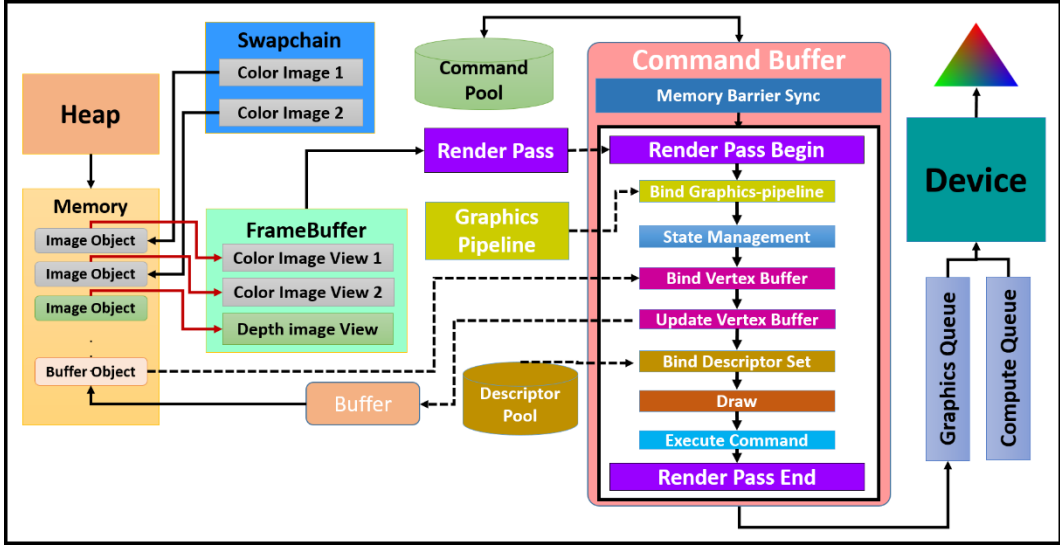 Swapchain
Color Image 1
Color Image 2
Heap
Memory
Image Object
Image Object
Image Object
.
.
Buffer Object
FrameBuffer
Color Image View 1
Color Image View 2
Depth image View
Buffer
Command
Pool
Render Pass
Graphics
Pipeline
Descriptor
Pool
Command Buffer
Memory Barrier Sync
Render Pass Begin
Bind Graphics-pipeline
State Management
Bind Vertex Buffer
Update Vertex Buffer
Bind Descriptor Set
Draw
Execute Command
Render Pass End
Device
Graphics Queue
Compute Queue